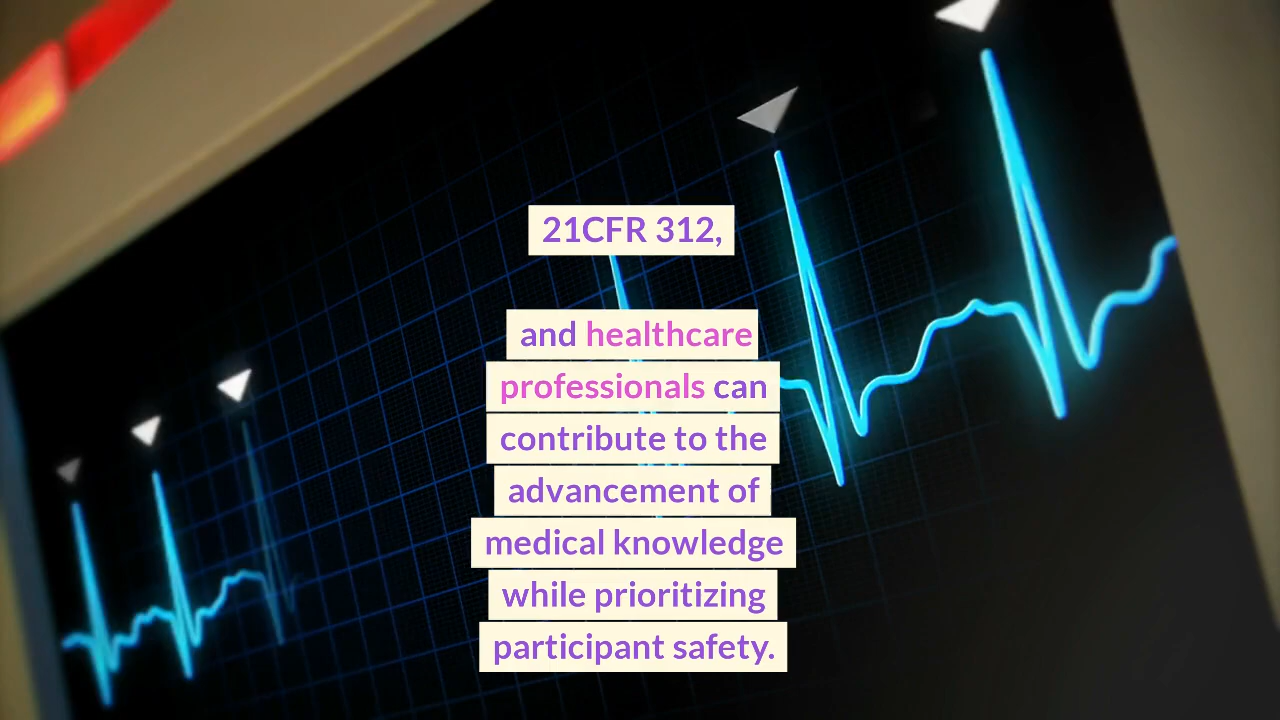 21CFR 312,
and healthcare
professionals can
contribute to the
advancement of
medical knowledge
while prioritizing
participant safety.